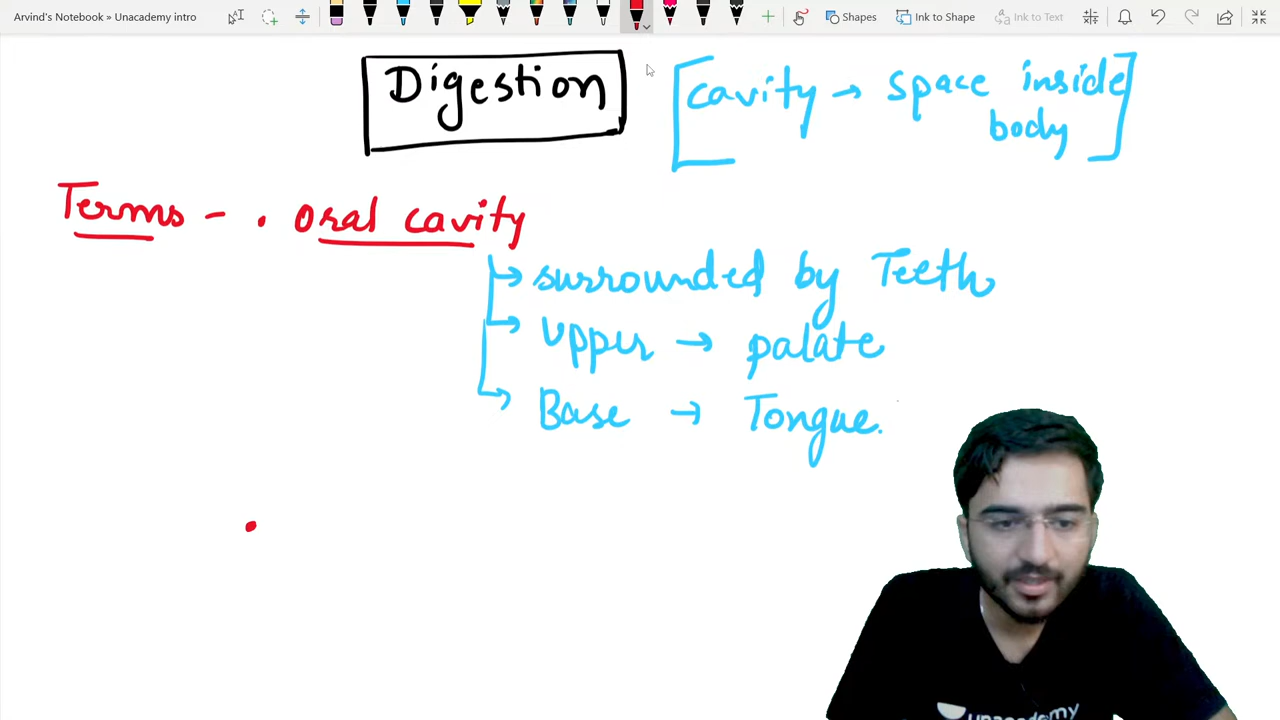 Arvind's Notebook » Unacademy intro
Shapes
Ink to Shape
Ink to Text
Digestion
[cavity → space inside
body]
Terms - • oral cavity
→ surrounded by Teeth
→ Upper → palate
→ Base → Tongue.
•
unacademy